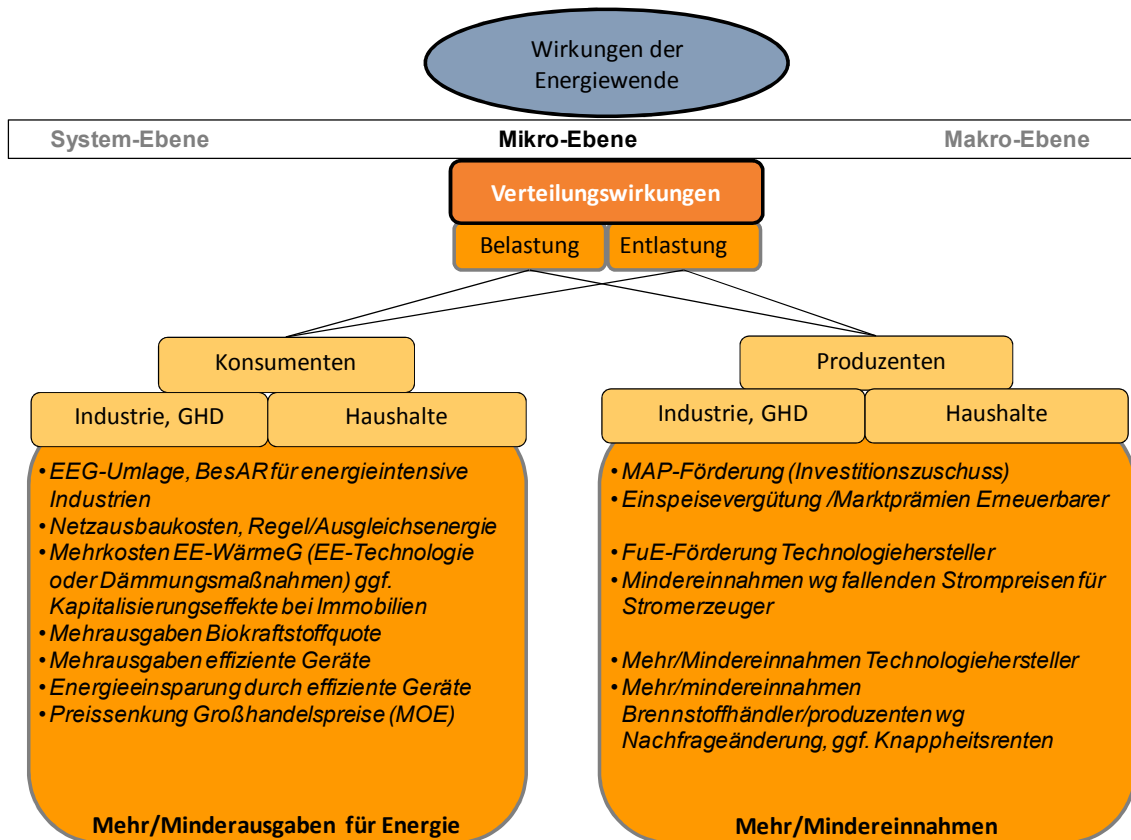 Wirkungen der
Energiewende
System-Ebene
Mikro-Ebene
Makro-Ebene
Verteilungswirkungen
Belastung
Entlastung
Konsumenten
Industrie, GHD
Haushalte
• EEG-Umlage, BesAR für energieintensive
Industrien
• Netzausbaukosten, Regel/Ausgleichsenergie
• Mehrkosten EE-WärmeG (EE-Technologie
oder Dämmungsmaßnahmen) ggf.
Kapitalisierungseffekte bei Immobilien
• Mehrausgaben Biokraftstoffquote
• Mehrausgaben effiziente Geräte
• Energieeinsparung durch effiziente Geräte
• Preissenkung Großhandelspreise (MOE)
Mehr/Minderausgaben für Energie
Produzenten
Industrie, GHD
Haushalte
• MAP-Förderung (Investitionszuschuss)
• Einspeisevergütung /Marktprämien Erneuerbarer
• FuE-Förderung Technologiehersteller
• Mindereinnahmen wg fallenden Strompreisen für
Stromerzeuger
• Mehr/Mindereinnahmen Technologiehersteller
• Mehr/mindereinnahmen
Brennstoffhändler/produzenten wg
Nachfrageänderung, ggf. Knappheitsrenten
Mehr/Mindereinnahmen